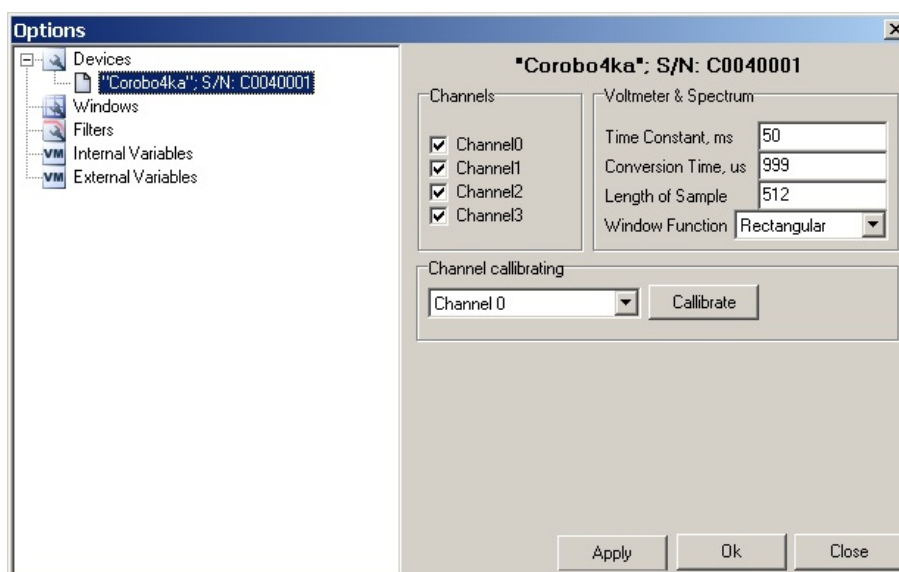 Options
Devices
"Corobo4ka"; S/N: C0040001
Windows
Filters
VM Internal Variables
VM External Variables
"Corobo4ka"; S/N: C0040001
Channels
Channel0
Channel1
Channel2
Channel3
Voltmeter & Spectrum
Time Constant, ms 50
Conversion Time, us 999
Length of Sample 512
Window Function Rectangular
Channel callibrating
Channel 0 Callibrate
Apply Ok Close